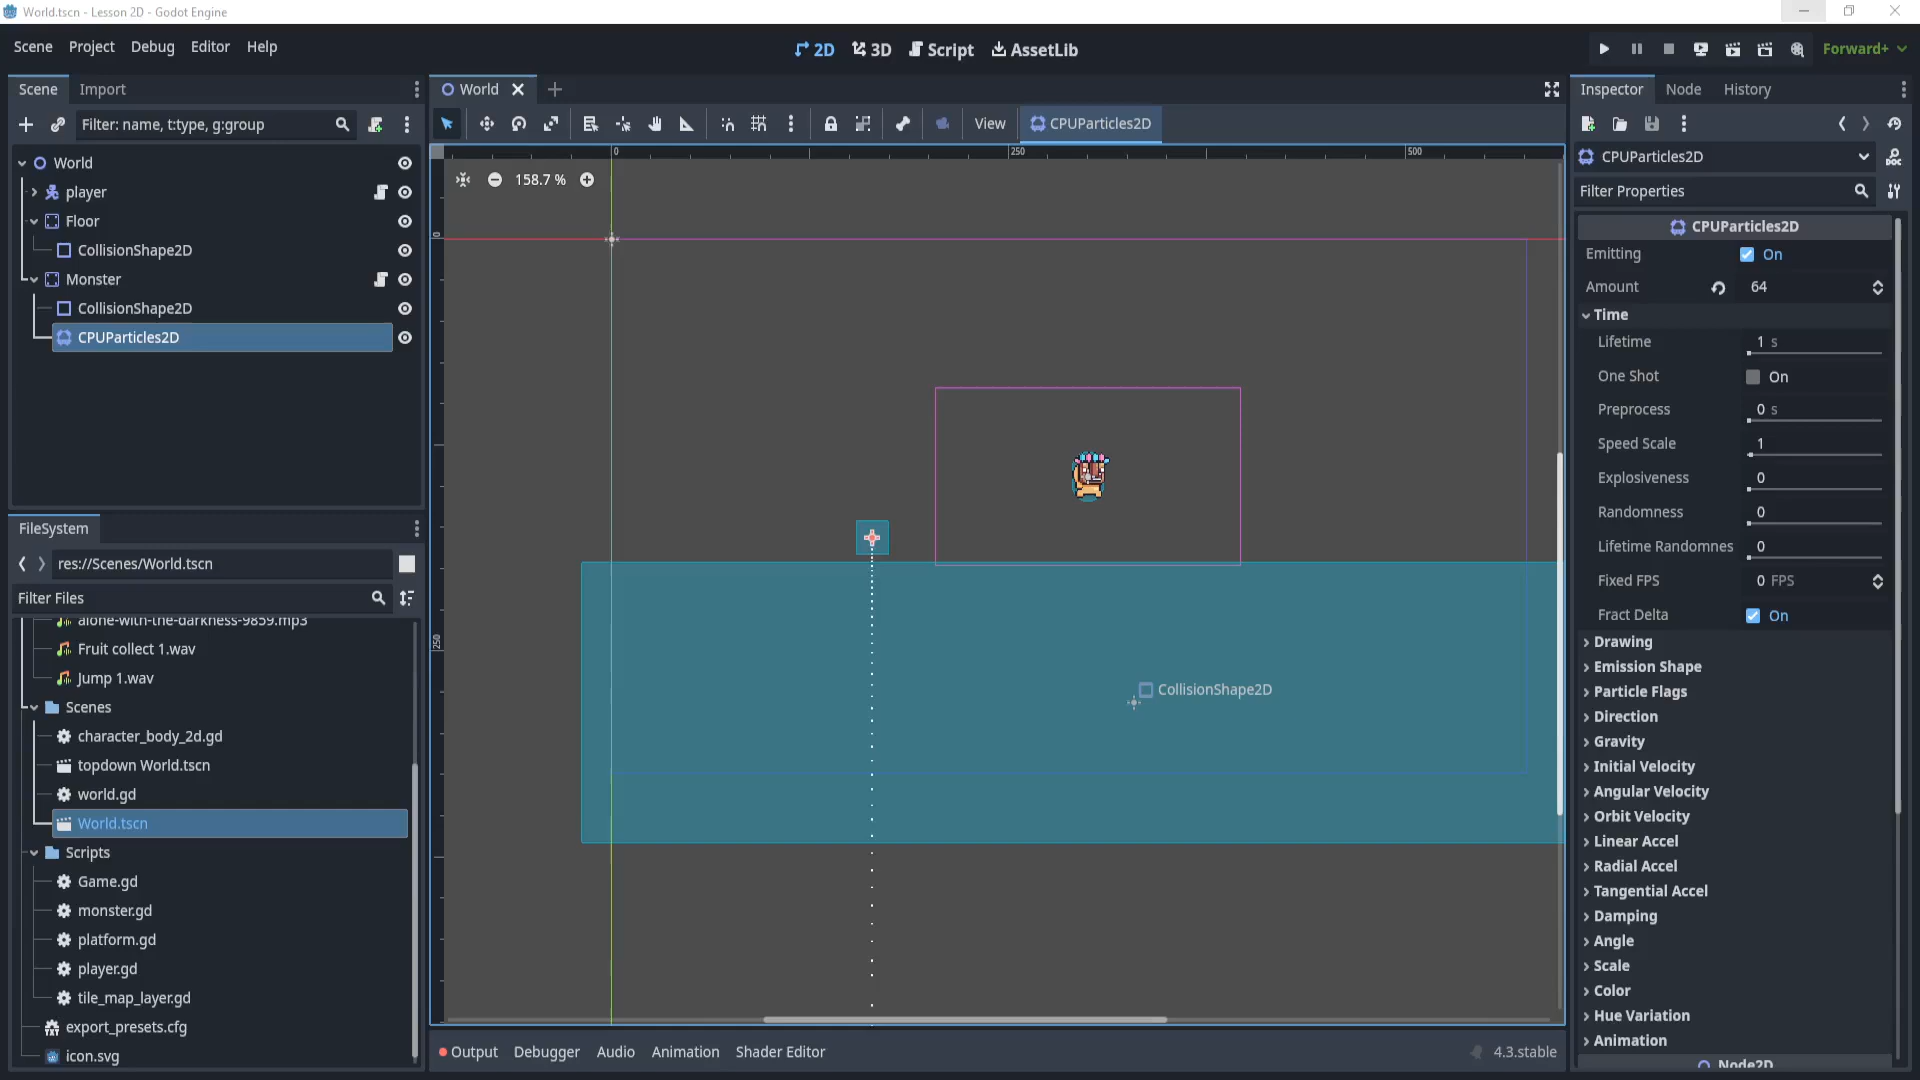 World.tscn - Lesson 2D - Godot Engine
Scene Project Debug Editor Help
2D 3D Script AssetLib
Forward+
Scene Import
Filter: name, t:type, g:group
World
player
Floor
CollisionShape2D
Monster
CollisionShape2D
CPUParticles2D
FileSystem
res://Scenes/World.tscn
Filter Files
alone-with-the-darkness-9859.mp3
Fruit collect 1.wav
Jump 1.wav
Scenes
character_body_2d.gd
topdown World.tscn
world.gd
World.tscn
Scripts
Game.gd
monster.gd
platform.gd
player.gd
tile_map_layer.gd
export_presets.cfg
icon.svg
World
View CPUParticles2D
0 250 500
158.7 %
0
250
CollisionShape2D
Output Debugger Audio Animation Shader Editor 4.3.stable
Inspector Node History
CPUParticles2D
Filter Properties
CPUParticles2D
Emitting On
Amount 64
Time
Lifetime 1 s
One Shot On
Preprocess 0 s
Speed Scale 1
Explosiveness 0
Randomness 0
Lifetime Randomnes 0
Fixed FPS 0 FPS
Fract Delta On
Drawing
Emission Shape
Particle Flags
Direction
Gravity
Initial Velocity
Angular Velocity
Orbit Velocity
Linear Accel
Radial Accel
Tangential Accel
Damping
Angle
Scale
Color
Hue Variation
Animation
Node2D